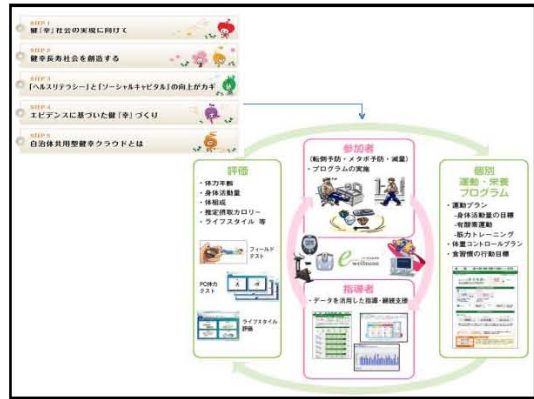 STEP 1
健「幸」社会の実現に向けて
STEP 2
健幸長寿社会を創造する
STEP 3
「ヘルスリテラシー」と「ソーシャルキャピタル」の向上がカギ
STEP 4
エビデンスに基づいた健「幸」づくり
STEP 5
自治体共用型健幸クラウドとは
評価
・体力年齢
・身体活動量
・体組成
・推定摂取カロリー
・ライフスタイル 等
フィールド
テスト
PC体力
テスト
ライフスタイル
評価
参加者
(転倒予防・メタボ予防・減量)
・プログラムの実施
e wellness
指導者
・データを活用した指導・継続支援
個別
運動・栄養
プログラム
・運動プラン
-身体活動量の目標
-有酸素運動
-筋力トレーニング
・体重コントロールプラン
・食習慣の行動目標